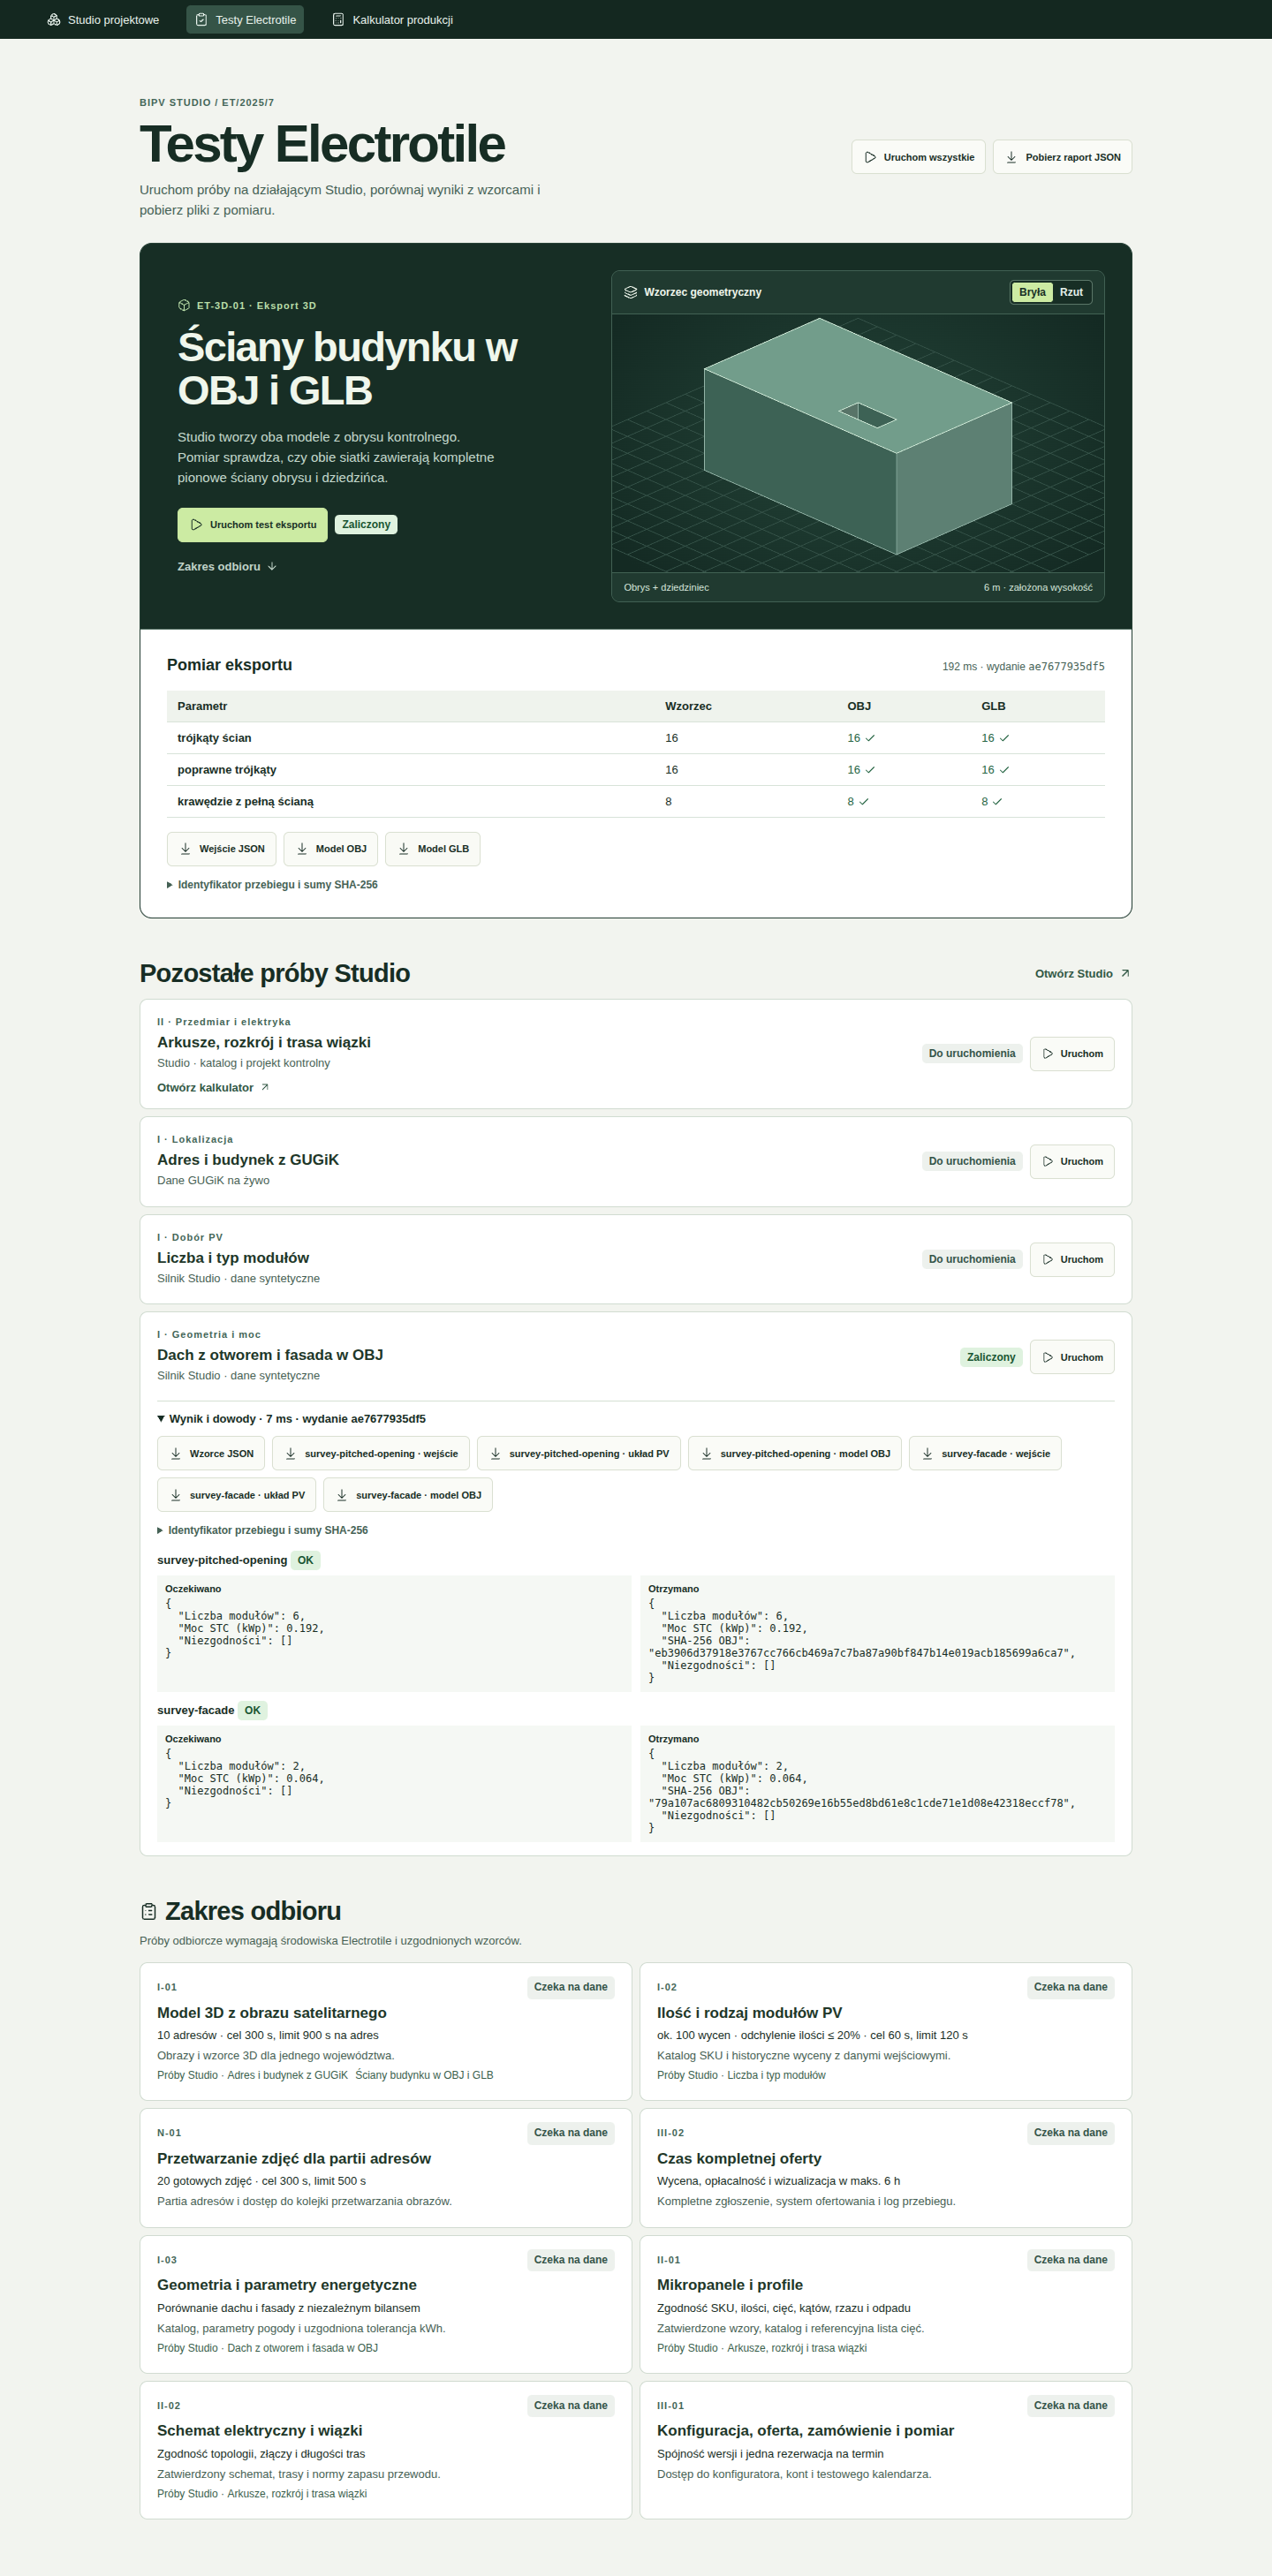 Studio projektowe
Testy Electrotile
Kalkulator produkcji
BIPV STUDIO / ET/2025/7
Testy Electrotile
Uruchom próby na działającym Studio, porównaj wyniki z wzorcami i
pobierz pliki z pomiaru.
Uruchom wszystkie
Pobierz raport JSON
ET-3D-01 · Eksport 3D
Ściany budynku w
OBJ i GLB
Studio tworzy oba modele z obrysu kontrolnego.
Pomiar sprawdza, czy obie siatki zawierają kompletne
pionowe ściany obrysu i dziedzińca.
Uruchom test eksportu
Zaliczony
Zakres odbioru
Wzorzec geometryczny
Bryła
Rzut
Obrys + dziedziniec
6 m · założona wysokość
Pomiar eksportu
192 ms · wydanie ae7677935df5
Parametr Wzorzec OBJ GLB
trójkąty ścian 16 16 16
poprawne trójkąty 16 16 16
krawędzie z pełną ścianą 8 8 8
Wejście JSON
Model OBJ
Model GLB
Identyfikator przebiegu i sumy SHA-256
Pozostałe próby Studio
Otwórz Studio
II · Przedmiar i elektryka
Arkusze, rozkrój i trasa wiązki
Studio · katalog i projekt kontrolny
Otwórz kalkulator
Do uruchomienia
Uruchom
I · Lokalizacja
Adres i budynek z GUGiK
Dane GUGiK na żywo
Do uruchomienia
Uruchom
I · Dobór PV
Liczba i typ modułów
Silnik Studio · dane syntetyczne
Do uruchomienia
Uruchom
I · Geometria i moc
Dach z otworem i fasada w OBJ
Silnik Studio · dane syntetyczne
Zaliczony
Uruchom
Wynik i dowody · 7 ms · wydanie ae7677935df5
Wzorce JSON
survey-pitched-opening · wejście
survey-pitched-opening · układ PV
survey-pitched-opening · model OBJ
survey-facade · wejście
survey-facade · układ PV
survey-facade · model OBJ
Identyfikator przebiegu i sumy SHA-256
survey-pitched-opening OK
Oczekiwano
{
"Liczba modułów": 6,
"Moc STC (kWp)": 0.192,
"Niezgodności": []
}
Otrzymano
{
"Liczba modułów": 6,
"Moc STC (kWp)": 0.192,
"SHA-256 OBJ":
"eb3906d37918e3767cc766cb469a7c7ba87a90bf847b14e019acb185699a6ca7",
"Niezgodności": []
}
survey-facade OK
Oczekiwano
{
"Liczba modułów": 2,
"Moc STC (kWp)": 0.064,
"Niezgodności": []
}
Otrzymano
{
"Liczba modułów": 2,
"Moc STC (kWp)": 0.064,
"SHA-256 OBJ":
"79a107ac6809310482cb50269e16b55ed8bd61e8c1cde71e1d08e42318eccf78",
"Niezgodności": []
}
Zakres odbioru
Próby odbiorcze wymagają środowiska Electrotile i uzgodnionych wzorców.
I-01
Czeka na dane
Model 3D z obrazu satelitarnego
10 adresów · cel 300 s, limit 900 s na adres
Obrazy i wzorce 3D dla jednego województwa.
Próby Studio · Adres i budynek z GUGiK Ściany budynku w OBJ i GLB
I-02
Czeka na dane
Ilość i rodzaj modułów PV
ok. 100 wycen · odchylenie ilości ≤ 20% · cel 60 s, limit 120 s
Katalog SKU i historyczne wyceny z danymi wejściowymi.
Próby Studio · Liczba i typ modułów
N-01
Czeka na dane
Przetwarzanie zdjęć dla partii adresów
20 gotowych zdjęć · cel 300 s, limit 500 s
Partia adresów i dostęp do kolejki przetwarzania obrazów.
III-02
Czeka na dane
Czas kompletnej oferty
Wycena, opłacalność i wizualizacja w maks. 6 h
Kompletne zgłoszenie, system ofertowania i log przebiegu.
I-03
Czeka na dane
Geometria i parametry energetyczne
Porównanie dachu i fasady z niezależnym bilansem
Katalog, parametry pogody i uzgodniona tolerancja kWh.
Próby Studio · Dach z otworem i fasada w OBJ
II-01
Czeka na dane
Mikropanele i profile
Zgodność SKU, ilości, cięć, kątów, rzazu i odpadu
Zatwierdzone wzory, katalog i referencyjna lista cięć.
Próby Studio · Arkusze, rozkrój i trasa wiązki
II-02
Czeka na dane
Schemat elektryczny i wiązki
Zgodność topologii, złączy i długości tras
Zatwierdzony schemat, trasy i normy zapasu przewodu.
Próby Studio · Arkusze, rozkrój i trasa wiązki
III-01
Czeka na dane
Konfiguracja, oferta, zamówienie i pomiar
Spójność wersji i jedna rezerwacja na termin
Dostęp do konfiguratora, kont i testowego kalendarza.